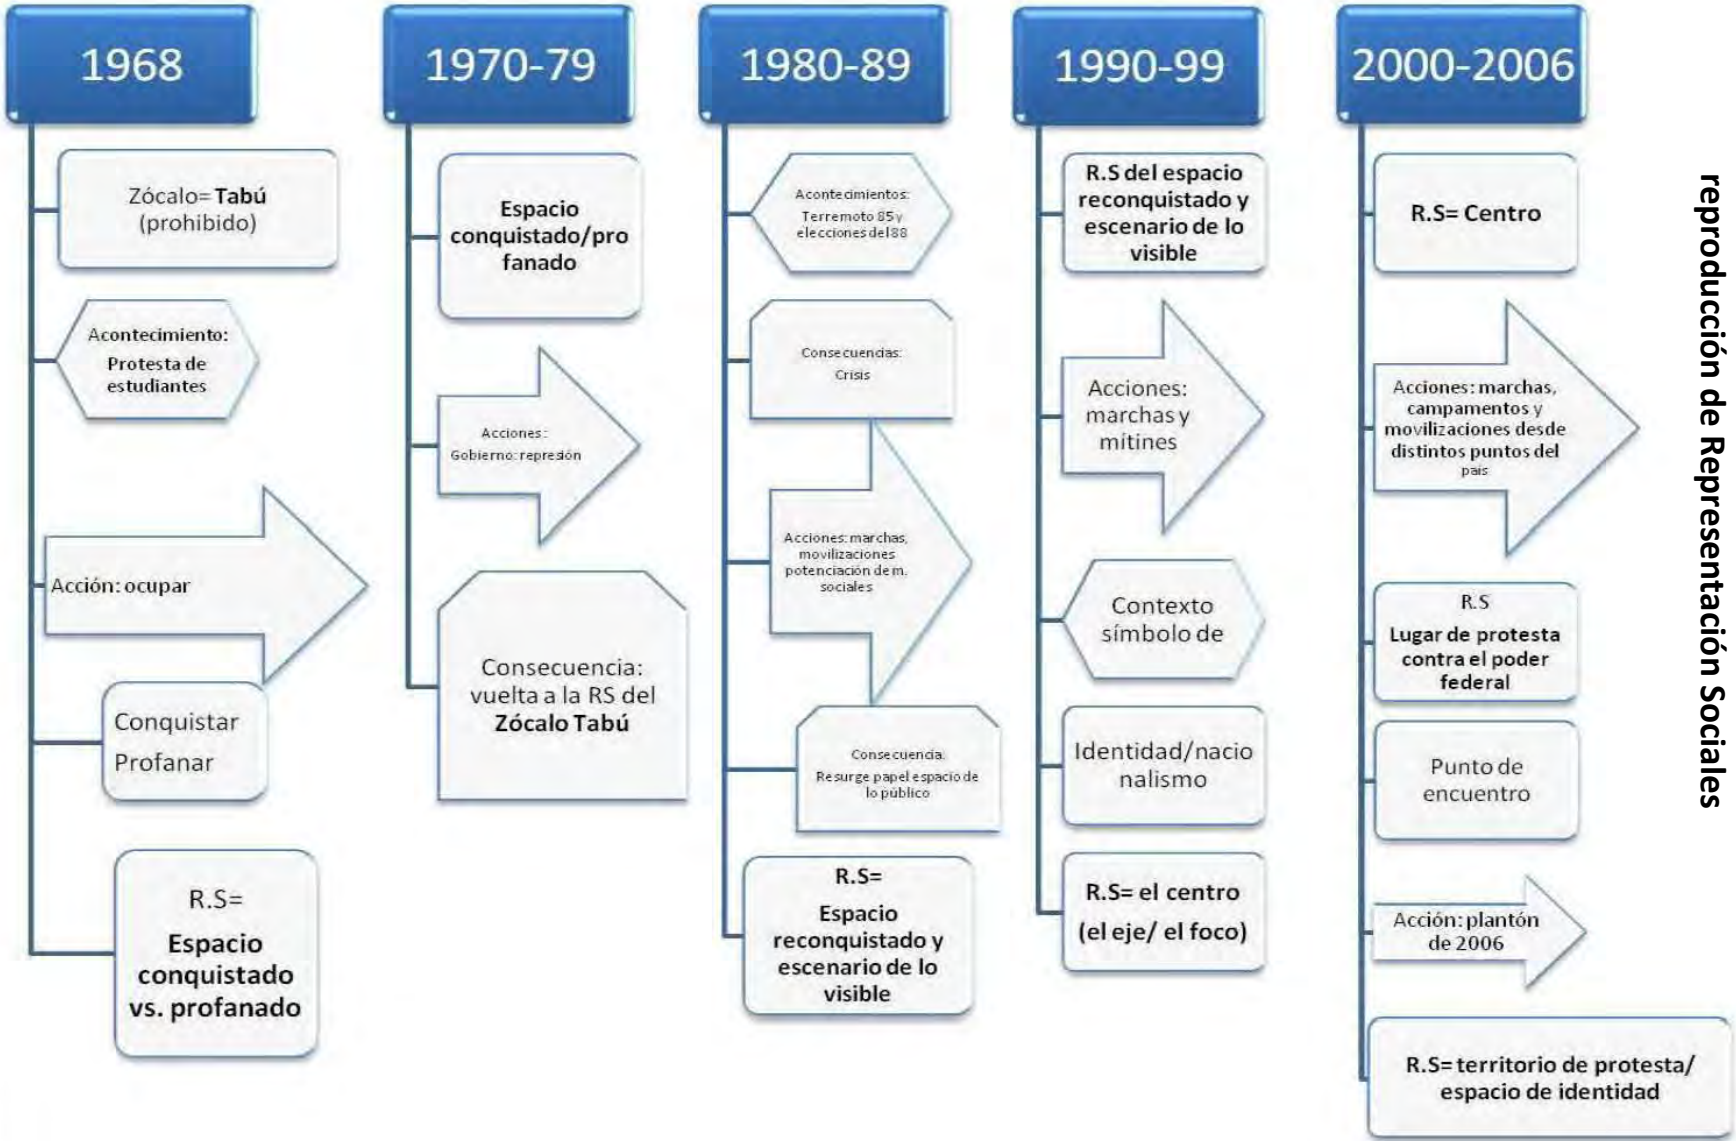 1968
Zócalo= Tabú
(prohibido)
Acontecimiento:
Protesta de
estudiantes
Acción: ocupar
Conquistar
Profanar
R.S=
Espacio
conquistado
vs. profanado
1970-79
Espacio
conquistado/pro
fanado
Acciones:
Gobierno: represión
Consecuencia:
vuelta a la RS del
Zócalo Tabú
1980-89
Acontecimientos:
Terremoto 85 y
elecciones del 88
Consecuencias:
Crisis
Acciones: marchas,
movilizaciones
potenciación de m.
sociales
Consecuencia:
Resurge papel espacio de
lo público
R.S=
Espacio
reconquistado y
escenario de lo
visible
1990-99
R.S del espacio
reconquistado y
escenario de lo
visible
Acciones:
marchas y
mítines
Contexto
símbolo de
Identidad/nacio
nalismo
R.S= el centro
(el eje/ el foco)
2000-2006
R.S= Centro
Acciones: marchas,
campamentos y
movilizaciones desde
distintos puntos del
país
R.S
Lugar de protesta
contra el poder
federal
Punto de
encuentro
Acción: plantón
de 2006
R.S= territorio de protesta/
espacio de identidad
reproducción de Representación Sociales